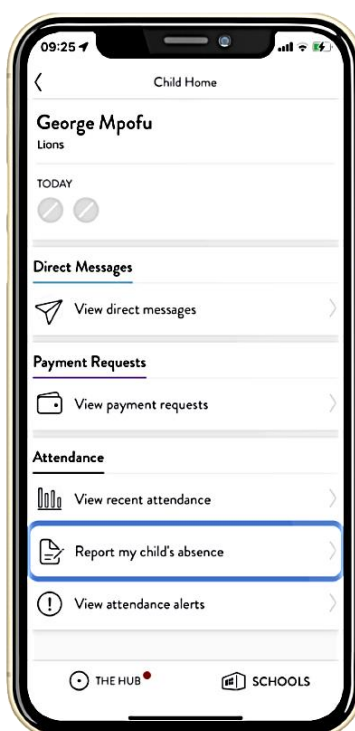 09:25
Child Home
George Mpofu
Lions
TODAY
Direct Messages
View direct messages
Payment Requests
View payment requests
Attendance
View recent attendance
Report my child's absence
View attendance alerts
THE HUB
SCHOOLS